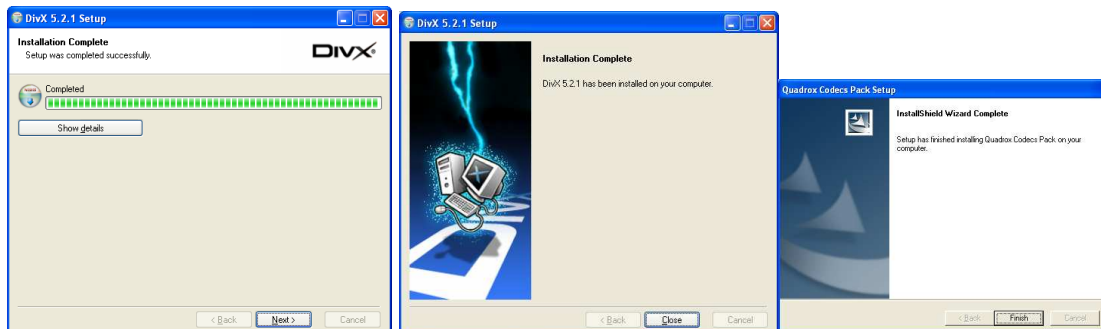 DivX 5.2.1 Setup
Installation Complete
Setup was completed successfully.
DIVX
Completed
Show details
< Back
Next >
Cancel
DivX 5.2.1 Setup
Installation Complete
DivX 5.2.1 has been installed on your computer.
< Back
Close
Cancel
Quadrox Codecs Pack Setup
InstallShield Wizard Complete
Setup has finished installing Quadrox Codecs Pack on your
computer.
< Back
Finish
Cancel